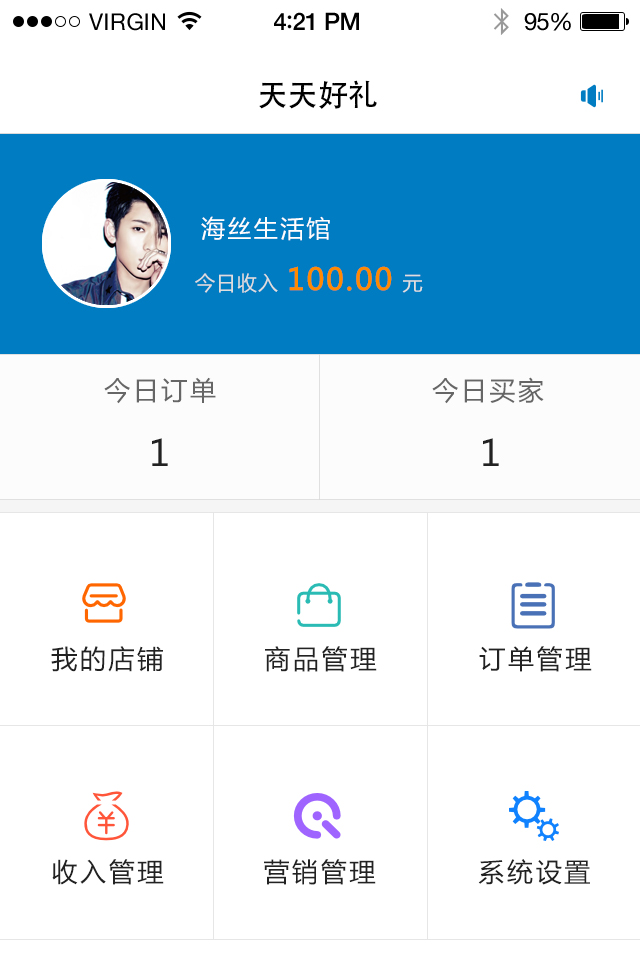 VIRGIN 4:21 PM 95%
天天好礼
海丝生活馆
今日收入 100.00 元
今日订单 今日买家
1 1
我的店铺 商品管理 订单管理
收入管理 营销管理 系统设置